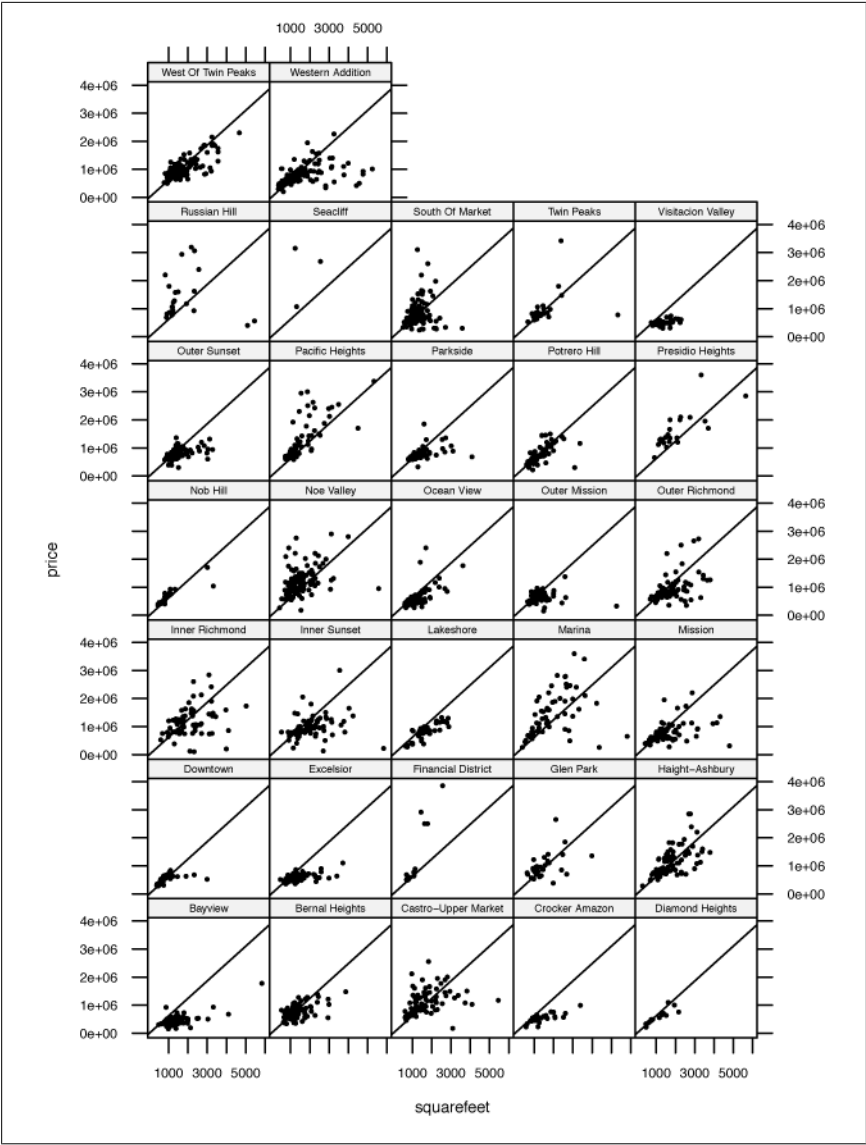 1000 3000 5000
West Of Twin Peaks Western Addition
4e+06
3e+06
2e+06
1e+06
0e+00
Russian Hill Seacliff South Of Market Twin Peaks Visitacion Valley
4e+06
3e+06
2e+06
1e+06
0e+00
Outer Sunset Pacific Heights Parkside Potrero Hill Presidio Heights
4e+06
3e+06
2e+06
1e+06
0e+00
Nob Hill Noe Valley Ocean View Outer Mission Outer Richmond
4e+06
3e+06
2e+06
1e+06
0e+00
price
Inner Richmond Inner Sunset Lakeshore Marina Mission
4e+06
3e+06
2e+06
1e+06
0e+00
Downtown Excelsior Financial District Glen Park Haight-Ashbury
4e+06
3e+06
2e+06
1e+06
0e+00
Bayview Bernal Heights Castro-Upper Market Crocker Amazon Diamond Heights
4e+06
3e+06
2e+06
1e+06
0e+00
1000 3000 5000 1000 3000 5000 1000 3000 5000
squarefeet